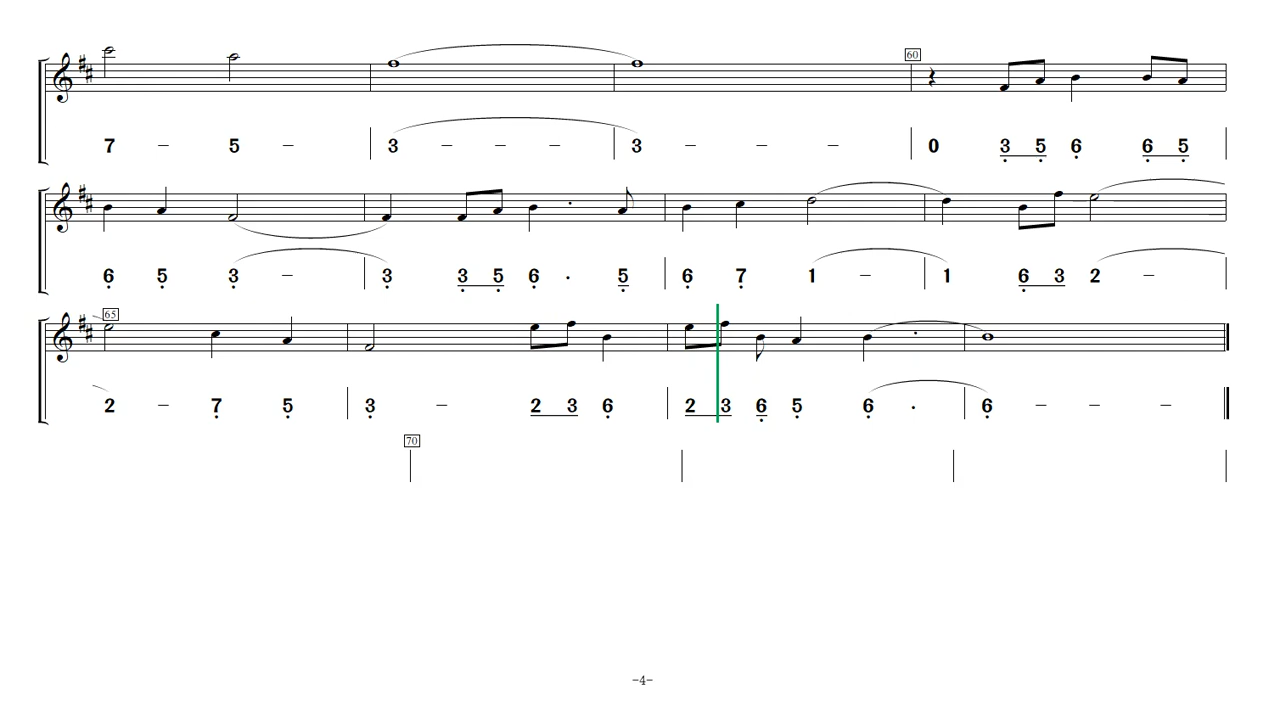 60
7 – 5 – 3 – – – 3 – – – 0 3 5 6 6 5
6 5 3 – 3 3 5 6 · 5 6 7 1 – 1 6 3 2 –
65
2 – 7 5 3 – 2 3 6 2 3 6 5 6 · 6 – – –
70
-4-